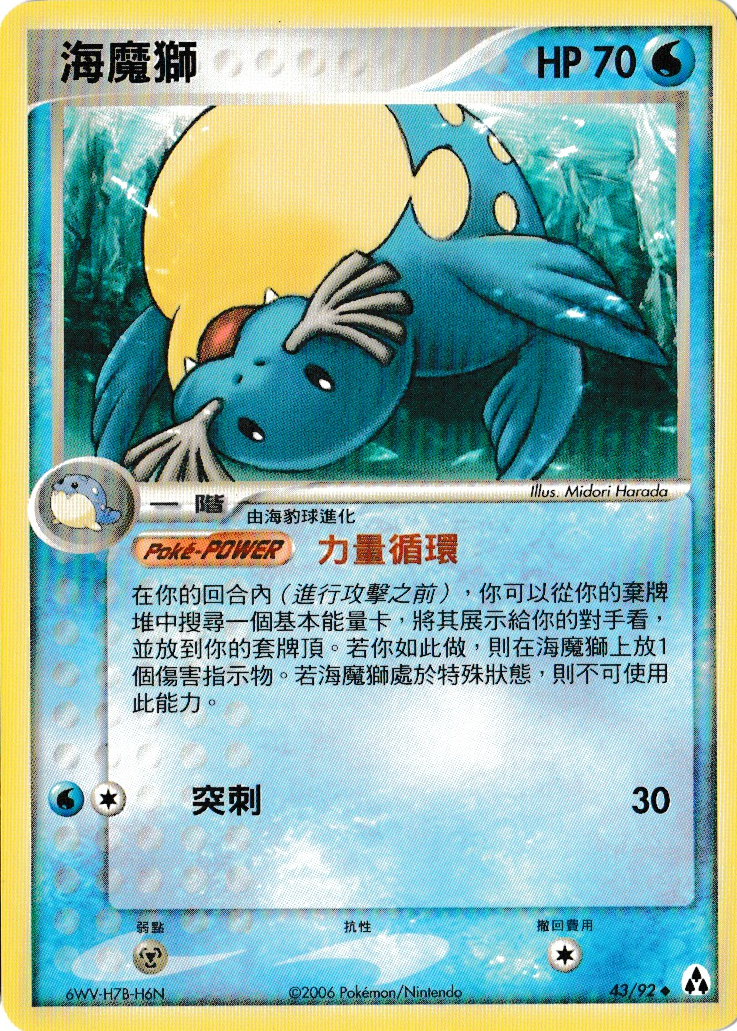 海魔獅
HP 70
Illus. Midori Harada
一階
由海豹球進化
Poké-POWER 力量循環
在你的回合內（進行攻擊之前），你可以從你的棄牌
堆中搜尋一個基本能量卡，將其展示給你的對手看，
並放到你的套牌頂。若你如此做，則在海魔獅上放1
個傷害指示物。若海魔獅處於特殊狀態，則不可使用
此能力。
突刺 30
弱點 抗性 撤回費用
6WV-H7B-H6N ©2006 Pokémon/Nintendo 43/92